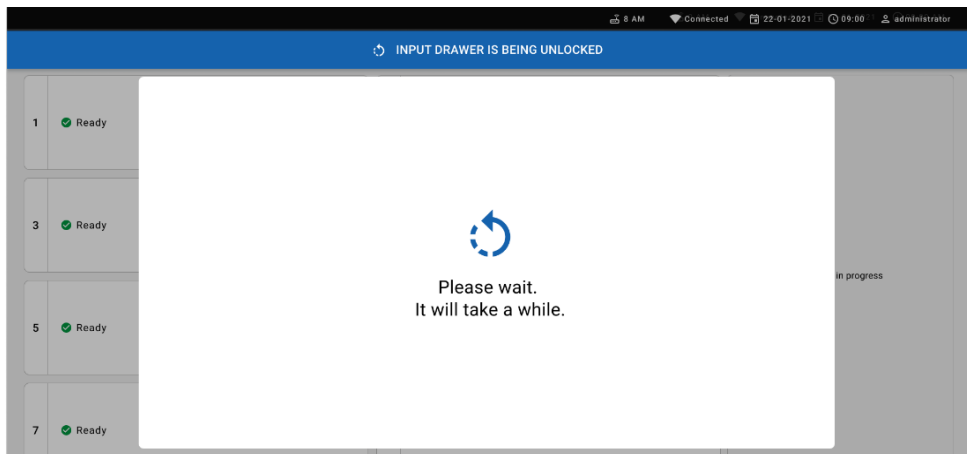 8 AM Connected 22-01-2021 09:00 administrator
INPUT DRAWER IS BEING UNLOCKED
1 Ready
3 Ready
in progress
Please wait.
It will take a while.
5 Ready
7 Ready